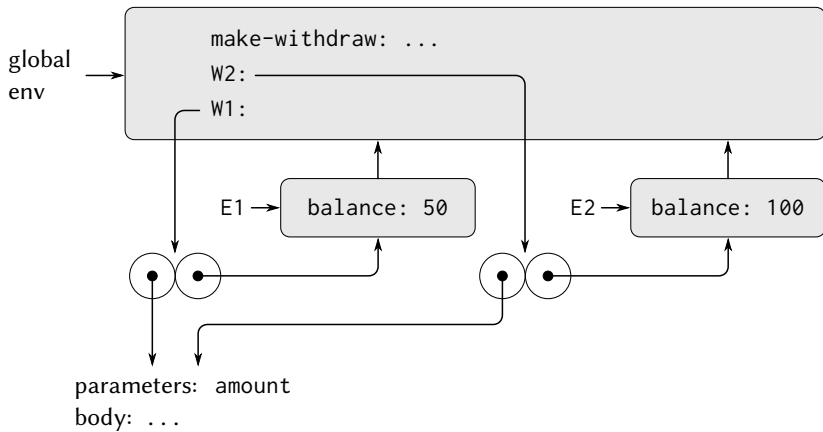 make-withdraw: ...
global
env
W2:
W1:
E1
balance: 50
E2
balance: 100
parameters: amount
body: ...